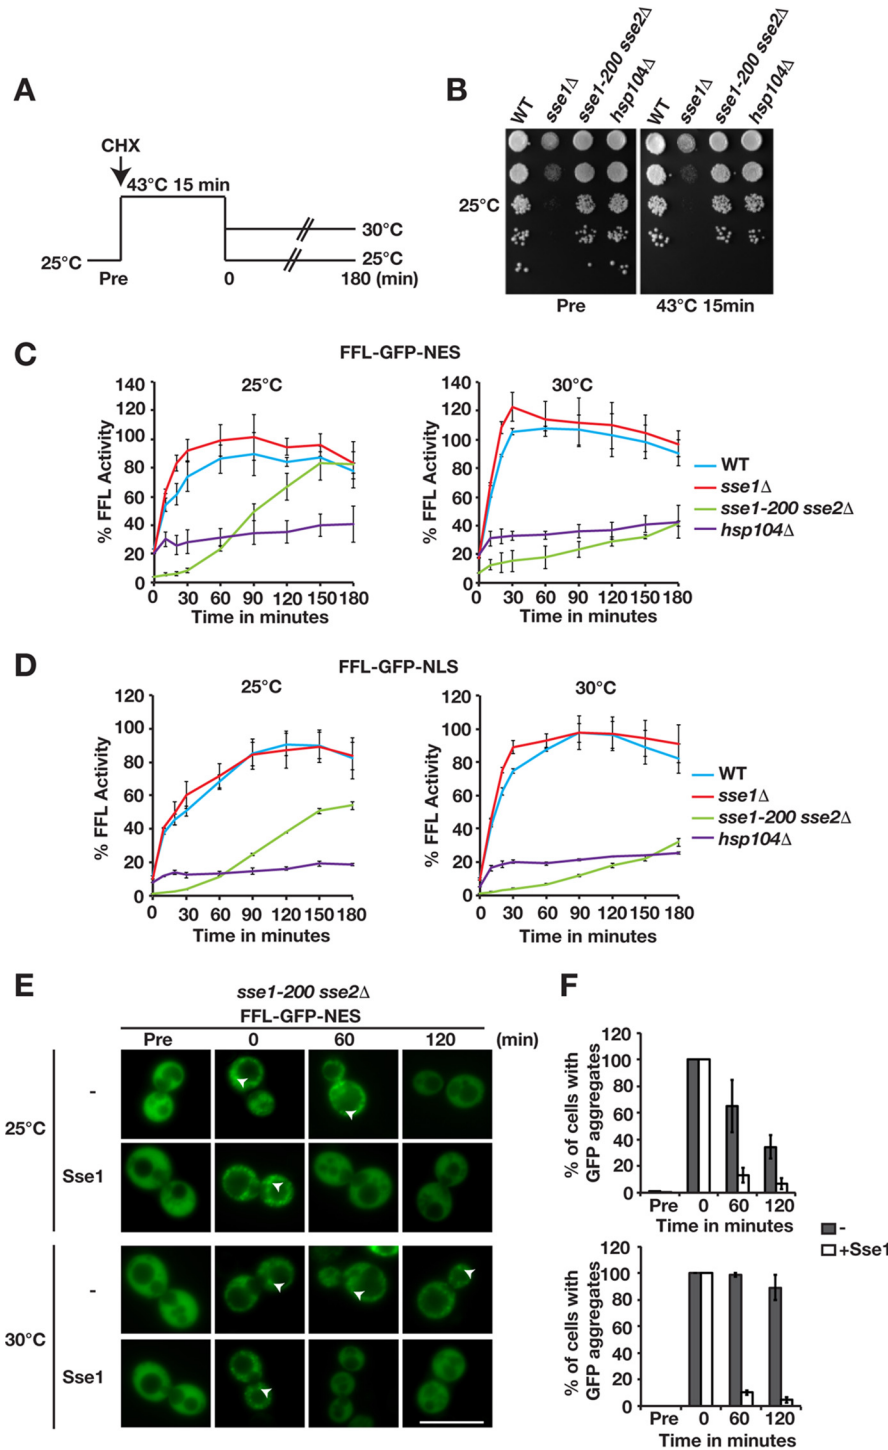 A
CHX
43°C 15 min
30°C
25°C
25°C
Pre
0
180 (min)
B
WT
sse1Δ
sse1-200 sse2Δ
hsp104Δ
WT
sse1Δ
sse1-200 sse2Δ
hsp104Δ
25°C
Pre
43°C 15min
C
FFL-GFP-NES
25°C
% FFL Activity
140
120
100
80
60
40
20
0
0 30 60 90 120 150 180
Time in minutes
30°C
% FFL Activity
140
120
100
80
60
40
20
0
0 30 60 90 120 150 180
Time in minutes
WT
sse1Δ
sse1-200 sse2Δ
hsp104Δ
D
FFL-GFP-NLS
25°C
% FFL Activity
120
100
80
60
40
20
0
0 30 60 90 120 150 180
Time in minutes
30°C
% FFL Activity
120
100
80
60
40
20
0
0 30 60 90 120 150 180
Time in minutes
WT
sse1Δ
sse1-200 sse2Δ
hsp104Δ
E
sse1-200 sse2Δ
FFL-GFP-NES
Pre 0 60 120 (min)
25°C
-
Sse1
30°C
-
Sse1
F
% of cells with
GFP aggregates
120
100
80
60
40
20
0
Pre 0 60 120
Time in minutes
-
+Sse1
% of cells with
GFP aggregates
120
100
80
60
40
20
0
Pre 0 60 120
Time in minutes